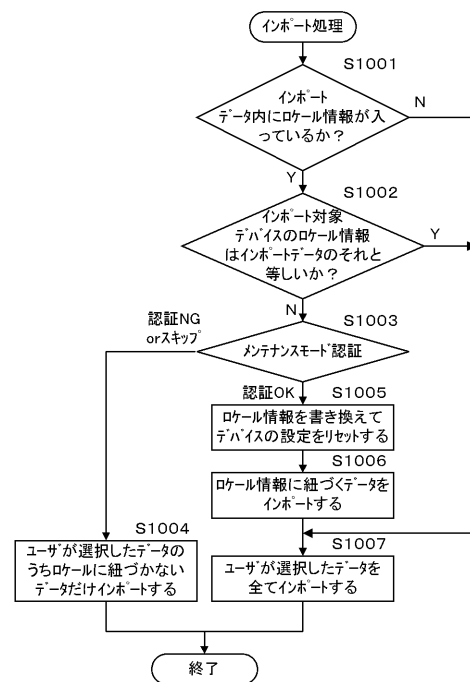 インポート処理
S1001
インポート
データ内にロケール情報が入
っているか？
N
Y
S1002
インポート対象
デバイスのロケール情報
はインポートデータのそれと
等しいか？
Y
N
認証NG
orスキップ
S1003
メンテナンスモード認証
認証OK
S1005
ロケール情報を書き換えて
デバイスの設定をリセットする
S1006
ロケール情報に紐づくデータを
インポートする
S1004
ユーザが選択したデータの
うちロケールに紐づかない
データだけインポートする
S1007
ユーザが選択したデータを
全てインポートする
終了